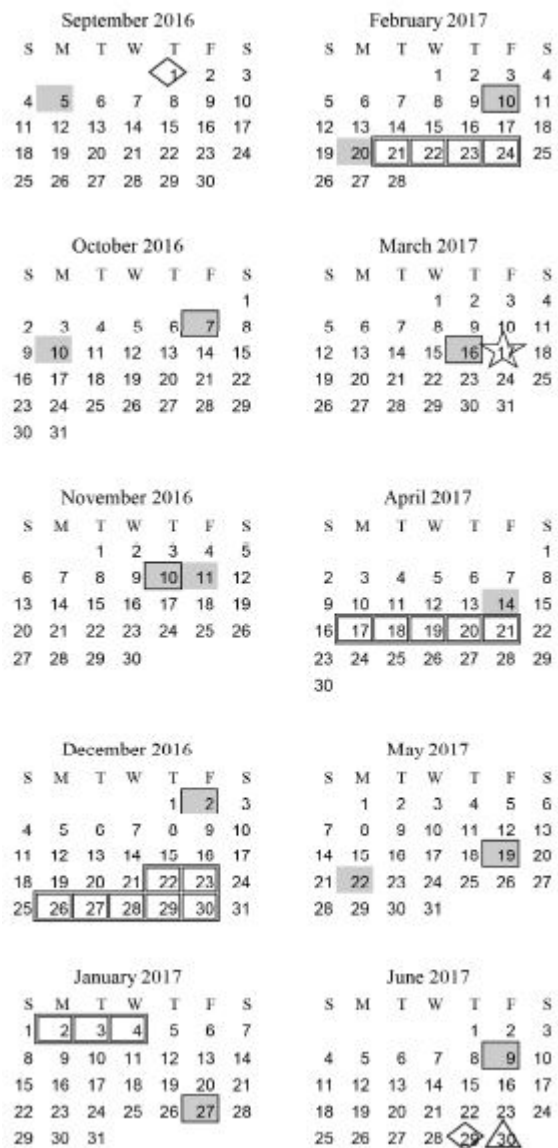 September 2016
S M T W T F S
1 2 3
4 5 6 7 8 9 10
11 12 13 14 15 16 17
18 19 20 21 22 23 24
25 26 27 28 29 30
October 2016
S M T W T F S
1
2 3 4 5 6 7 8
9 10 11 12 13 14 15
16 17 18 19 20 21 22
23 24 25 26 27 28 29
30 31
November 2016
S M T W T F S
1 2 3 4 5
6 7 8 9 10 11 12
13 14 15 16 17 18 19
20 21 22 23 24 25 26
27 28 29 30
December 2016
S M T W T F S
1 2 3
4 5 6 7 8 9 10
11 12 13 14 15 16 17
18 19 20 21 22 23 24
25 26 27 28 29 30 31
January 2017
S M T W T F S
1 2 3 4 5 6 7
8 9 10 11 12 13 14
15 16 17 18 19 20 21
22 23 24 25 26 27 28
29 30 31
February 2017
S M T W T F S
1 2 3 4
5 6 7 8 9 10 11
12 13 14 15 16 17 18
19 20 21 22 23 24 25
26 27 28
March 2017
S M T W T F S
1 2 3 4
5 6 7 8 9 10 11
12 13 14 15 16 17 18
19 20 21 22 23 24 25
26 27 28 29 30 31
April 2017
S M T W T F S
1
2 3 4 5 6 7 8
9 10 11 12 13 14 15
16 17 18 19 20 21 22
23 24 25 26 27 28 29
30
May 2017
S M T W T F S
1 2 3 4 5 6
7 8 9 10 11 12 13
14 15 16 17 18 19 20
21 22 23 24 25 26 27
28 29 30 31
June 2017
S M T W T F S
1 2 3
4 5 6 7 8 9 10
11 12 13 14 15 16 17
18 19 20 21 22 23 24
25 26 27 28 29 30